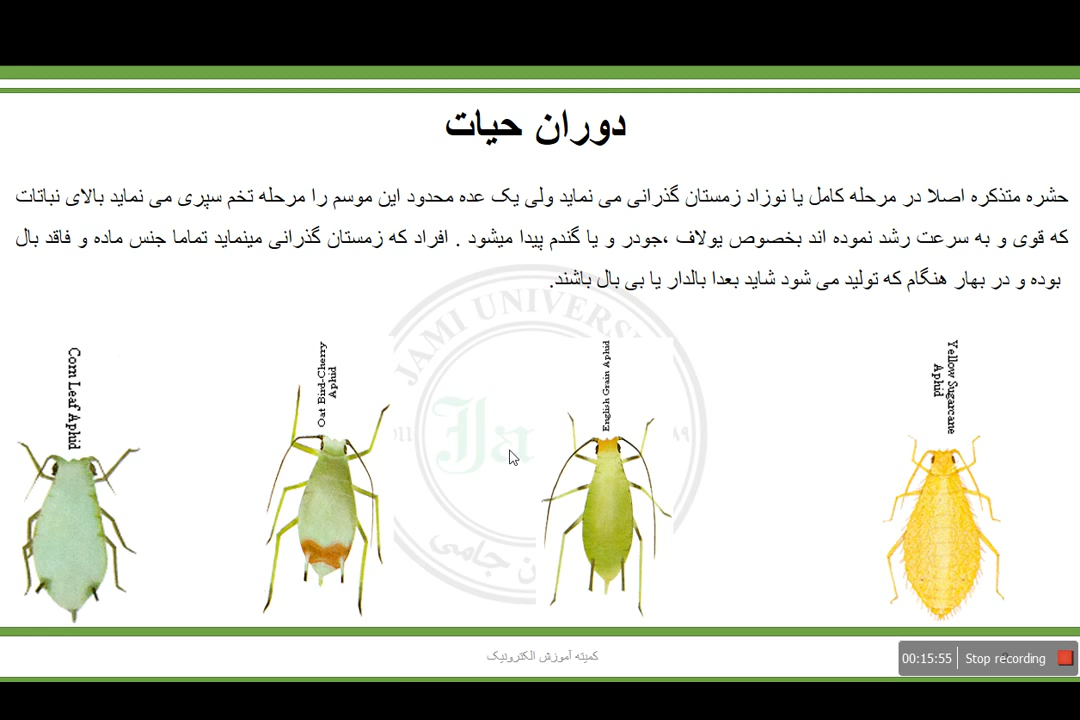 دوران حیات
حشره متذکره اصلا در مرحله کامل یا نوزاد زمستان گذرانی می نماید ولی یک عده محدود این موسم را مرحله تخم سپری می نماید بالای نباتات
که قوی و به سرعت رشد نموده اند بخصوص یولاف ،جودر و یا گندم پیدا میشود . افراد که زمستان گذرانی مینماید تماما جنس ماده و فاقد بال
بوده و در بهار هنگام که تولید می شود شاید بعدا بالدار یا بی بال باشند.
Corn Leaf Aphid
Oat Bird-Cherry
Aphid
English Grain Aphid
Yellow Sugarcane
Aphid
JAMI UNIVERSI
Ja
جامی
کمیته آموزش الکترونیک
00:15:55 Stop recording